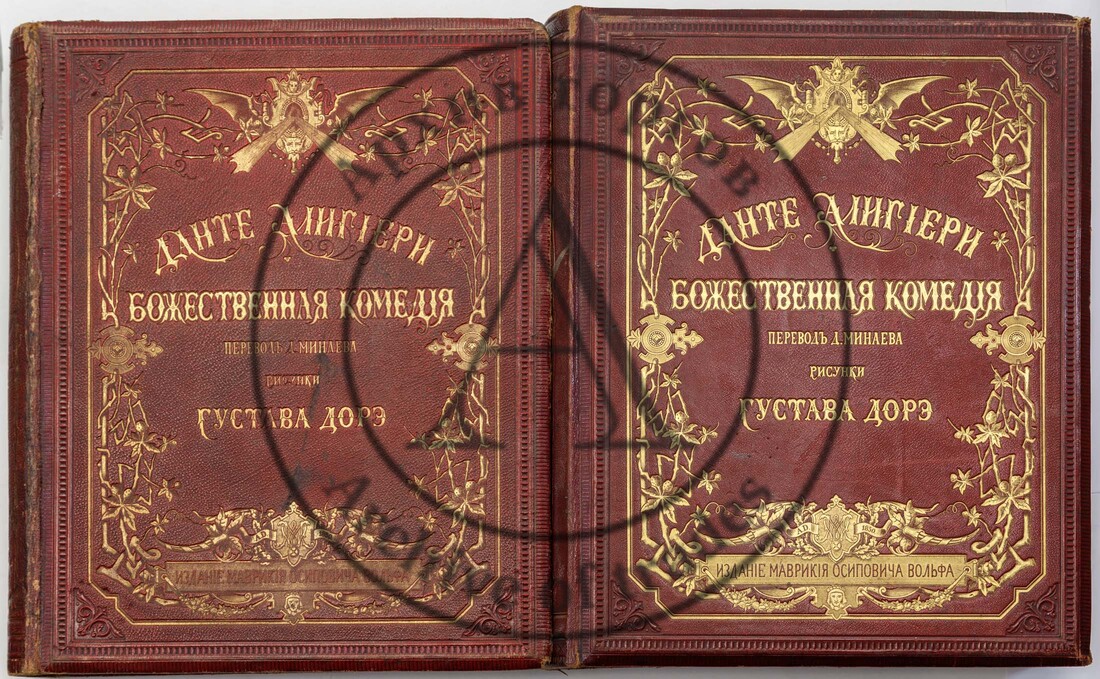 ДАНТЕ АЛИГІЕРИ
БОЖЕСТВЕННАЯ КОМЕДІЯ
ПЕРЕВОДЪ Д. МИНАЕВА
РИСУНКИ
ГУСТАВА ДОРЭ
ИЗДАНІЕ МАВРИКІЯ ОСИПОВИЧА ВОЛЬФА
ДАНТЕ АЛИГІЕРИ
БОЖЕСТВЕННАЯ КОМЕДІЯ
ПЕРЕВОДЪ Д. МИНАЕВА
РИСУНКИ
ГУСТАВА ДОРЭ
ИЗДАНІЕ МАВРИКІЯ ОСИПОВИЧА ВОЛЬФА
АРХИВ
A